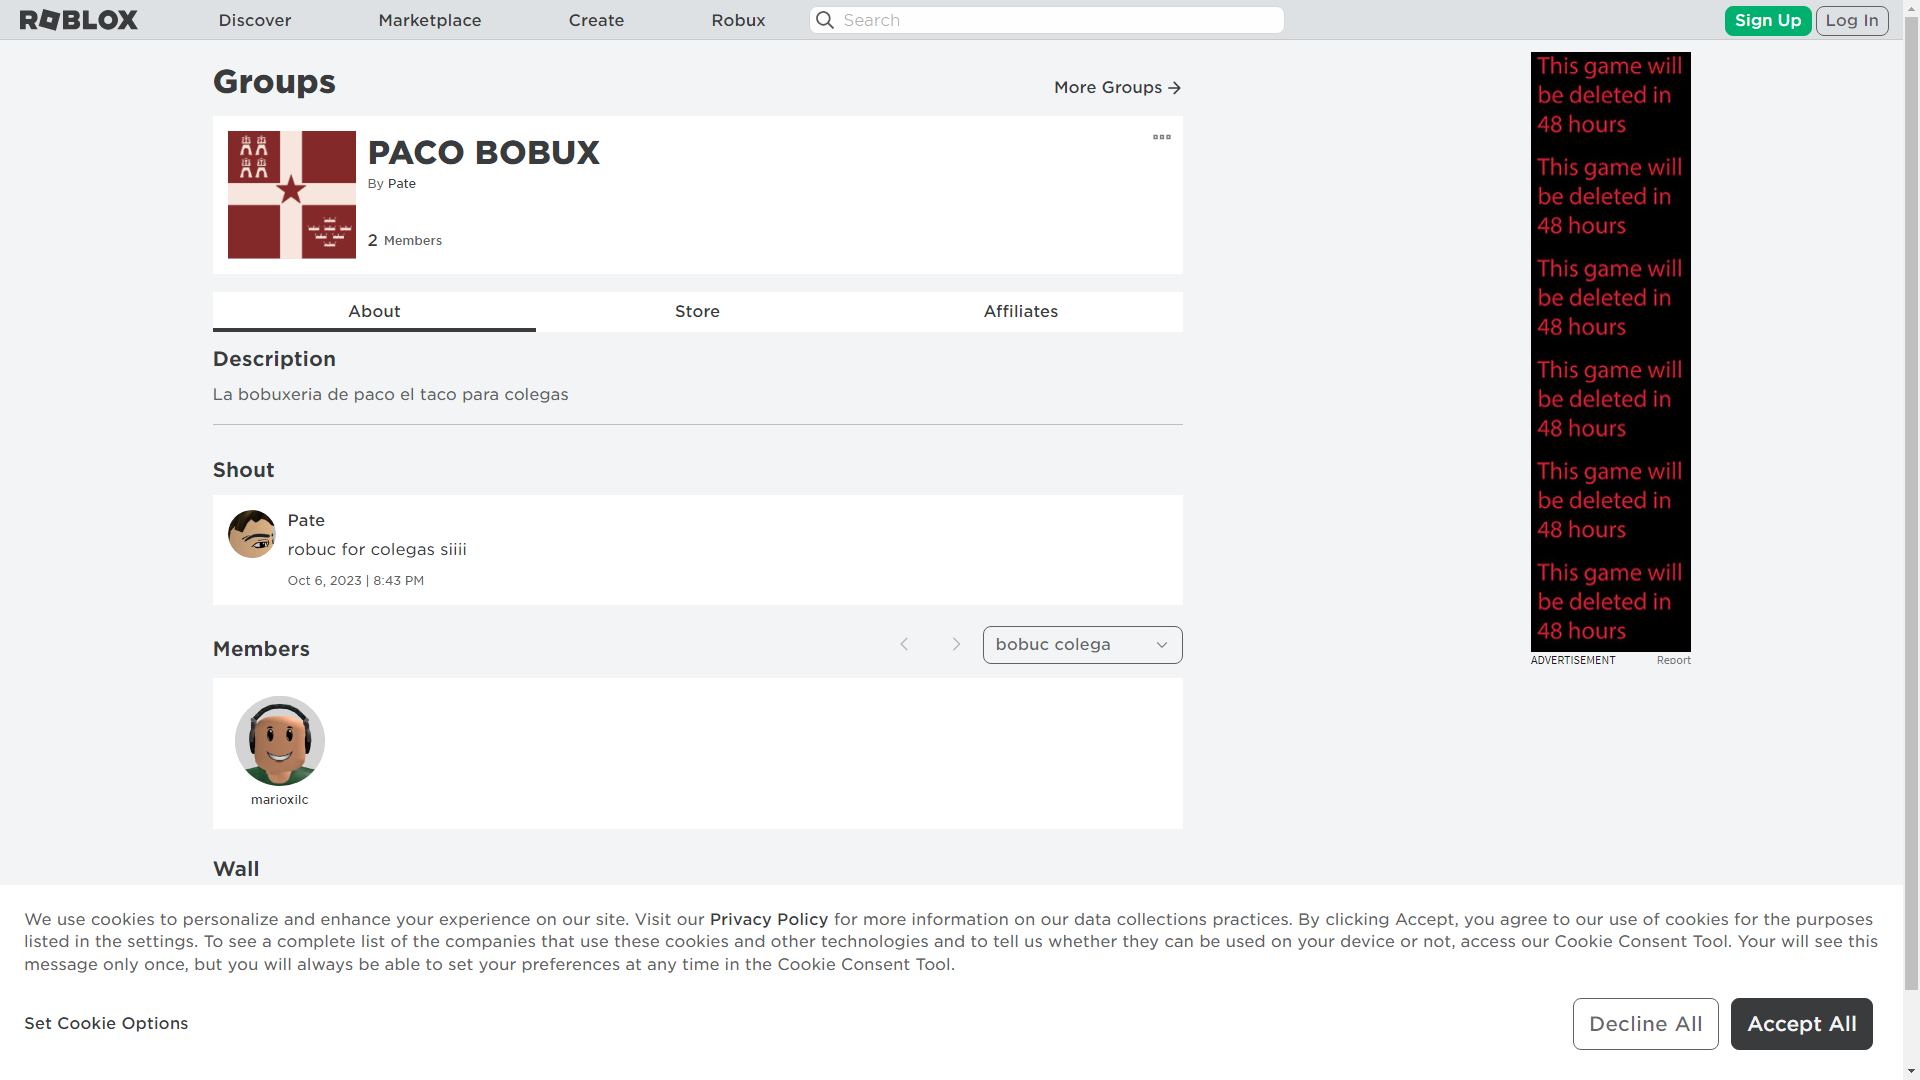 ROBLOX
Discover
Marketplace
Create
Robux
Search
Sign Up
Log In
Groups
More Groups
PACO BOBUX
By Pate
2 Members
About
Store
Affiliates
Description
La bobuxeria de paco el taco para colegas
Shout
Pate
robuc for colegas siiii
Oct 6, 2023 | 8:43 PM
Members
bobuc colega
marioxilc
Wall
This game will
be deleted in
48 hours
This game will
be deleted in
48 hours
This game will
be deleted in
48 hours
This game will
be deleted in
48 hours
This game will
be deleted in
48 hours
This game will
be deleted in
48 hours
ADVERTISEMENT
Report
We use cookies to personalize and enhance your experience on our site. Visit our Privacy Policy for more information on our data collections practices. By clicking Accept, you agree to our use of cookies for the purposes
listed in the settings. To see a complete list of the companies that use these cookies and other technologies and to tell us whether they can be used on your device or not, access our Cookie Consent Tool. Your will see this
message only once, but you will always be able to set your preferences at any time in the Cookie Consent Tool.
Set Cookie Options
Decline All
Accept All